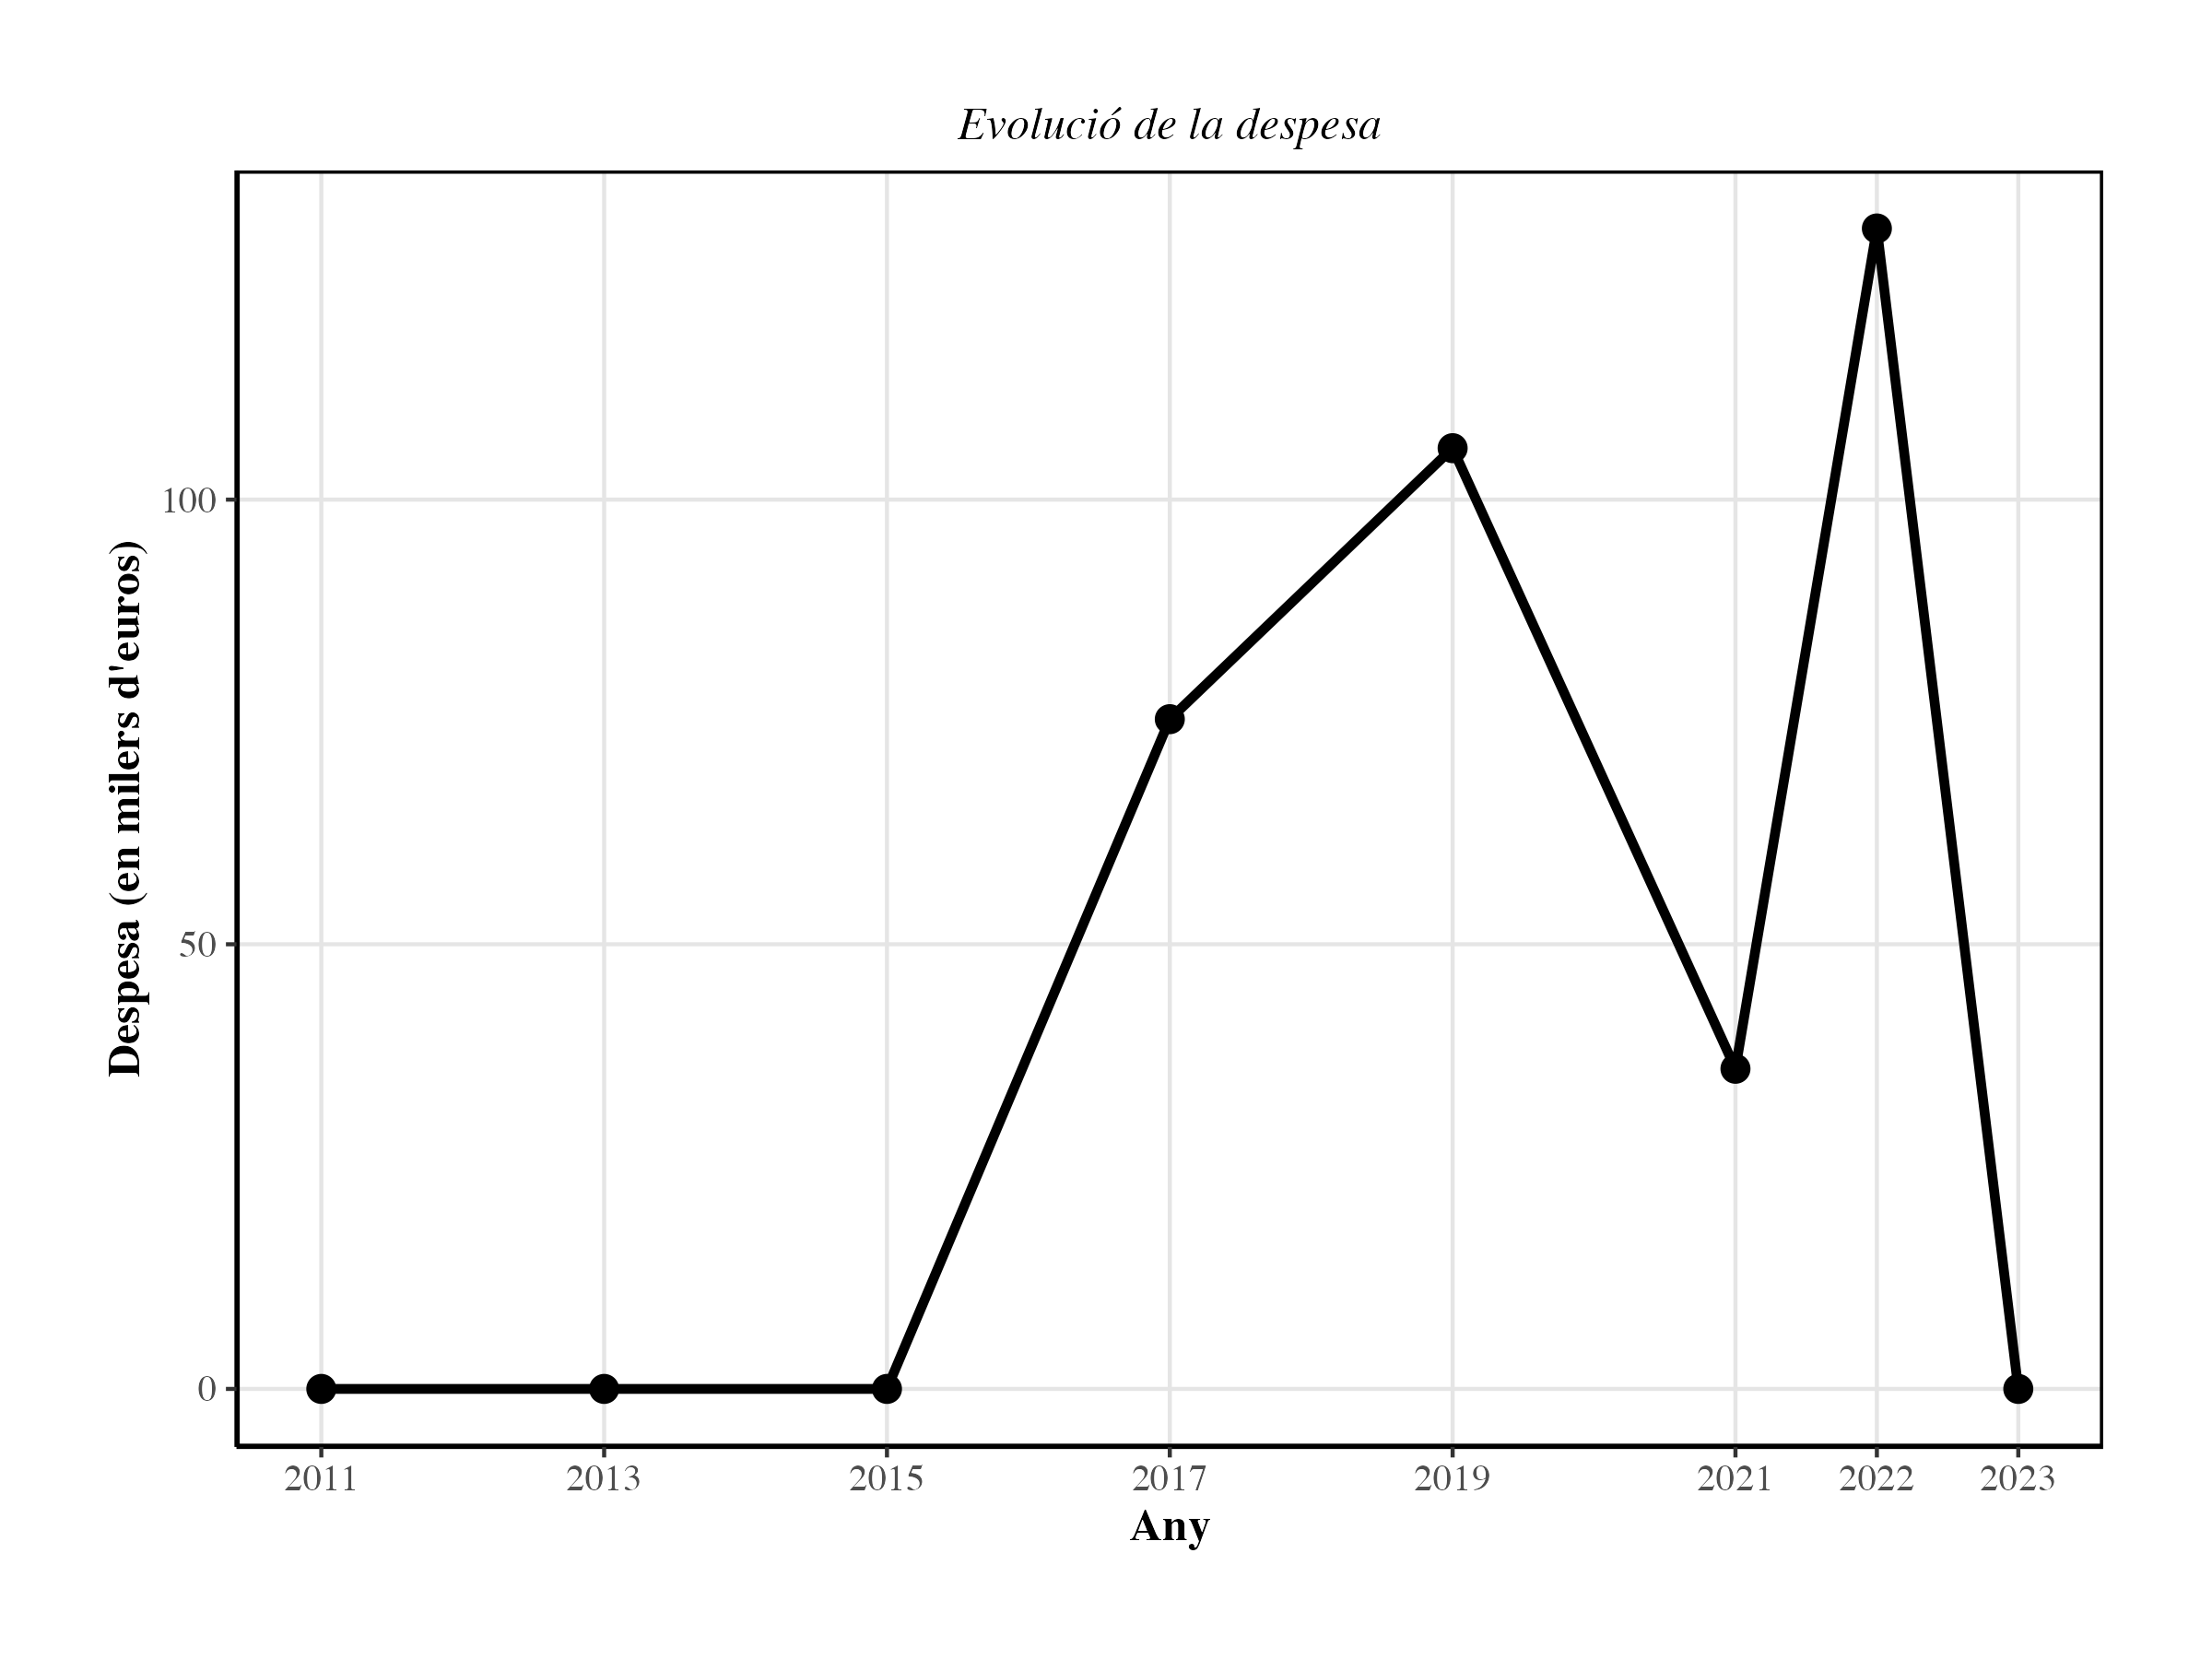 Evolució de la despesa
Despesa (en milers d'euros)
100
50
0
2011 2013 2015 2017 2019 2021 2022 2023
Any